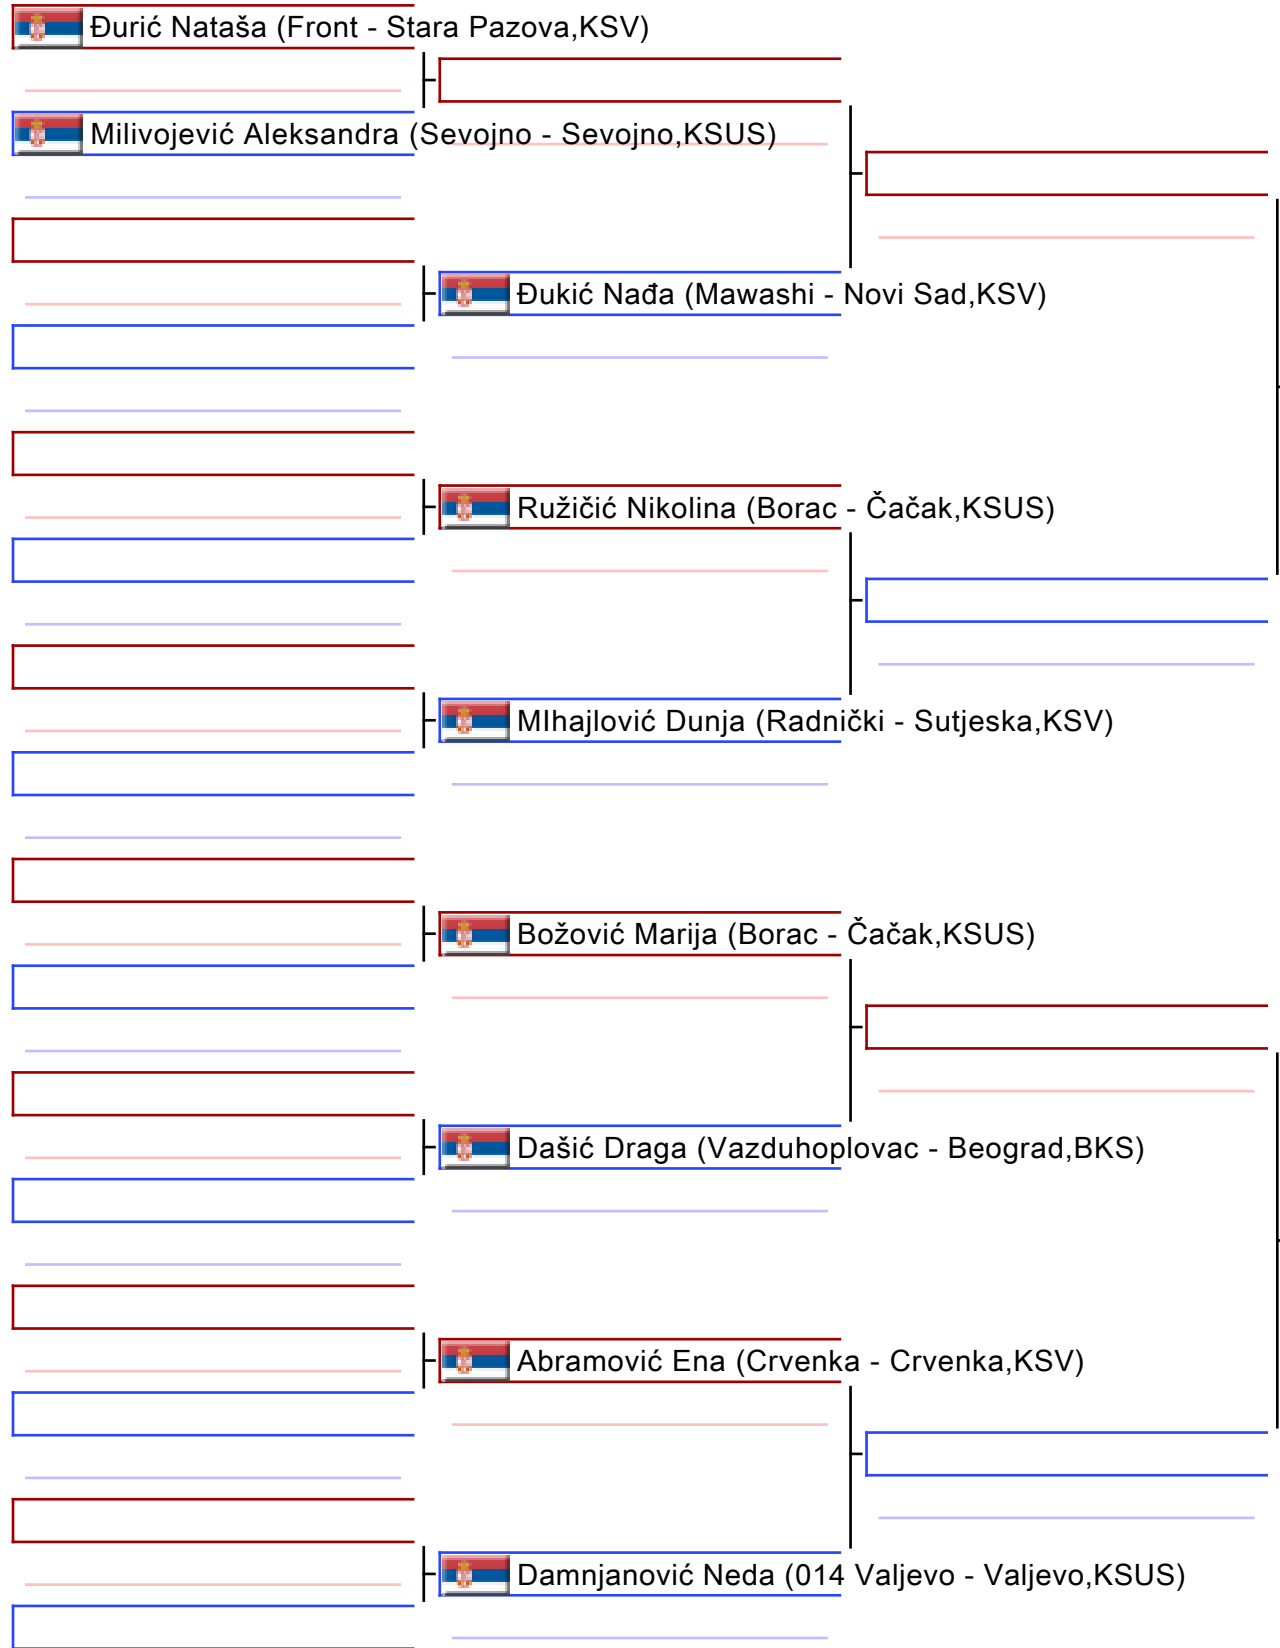 Đurić Nataša (Front - Stara Pazova,KSV)
Milivojević Aleksandra (Sevojno - Sevojno,KSUS)
Đukić Nađa (Mawashi - Novi Sad,KSV)
Ružičić Nikolina (Borac - Čačak,KSUS)
MIhajlović Dunja (Radnički - Sutjeska,KSV)
Božović Marija (Borac - Čačak,KSUS)
Dašić Draga (Vazduhoplovac - Beograd,BKS)
Abramović Ena (Crvenka - Crvenka,KSV)
Damnjanović Neda (014 Valjevo - Valjevo,KSUS)